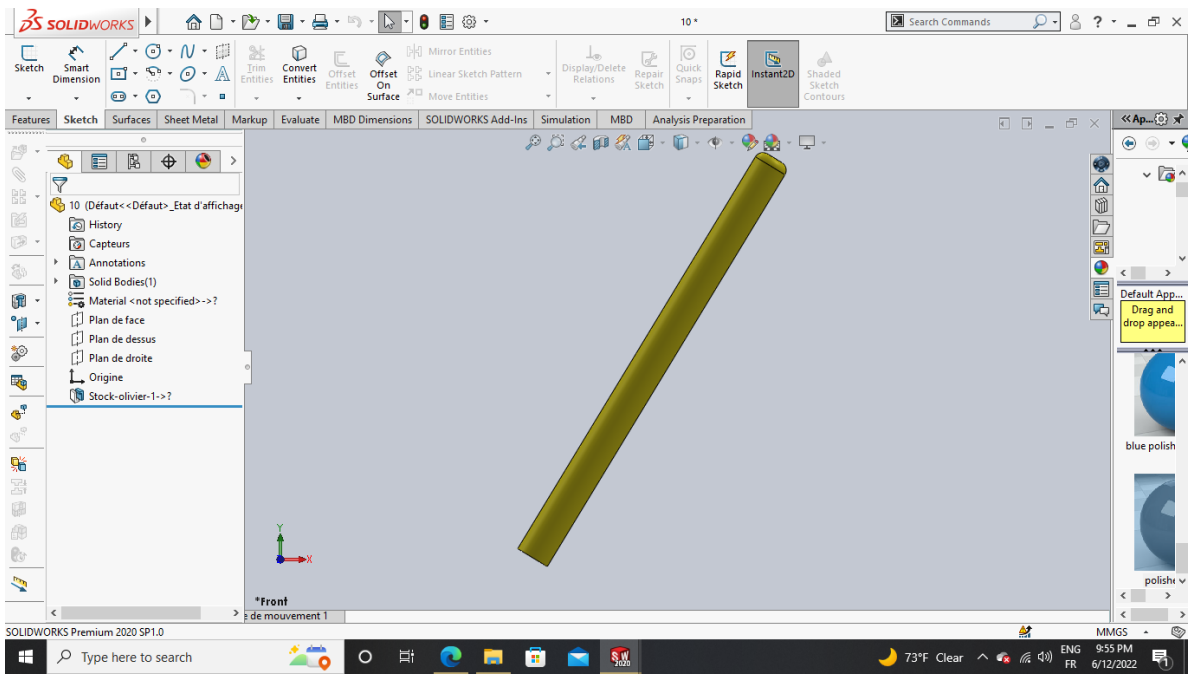 SOLIDWORKS
10 *
Search Commands
?
Sketch
Smart Dimension
Trim Entities
Convert Entities
Offset Entities
Offset On Surface
Mirror Entities
Linear Sketch Pattern
Move Entities
Display/Delete Relations
Repair Sketch
Quick Snaps
Rapid Sketch
Instant2D
Shaded Sketch Contours
Features Sketch Surfaces Sheet Metal Markup Evaluate MBD Dimensions SOLIDWORKS Add-Ins Simulation MBD Analysis Preparation
«Ap...
10 (Défaut<<Défaut>_Etat d'affichage
History
Capteurs
Annotations
Solid Bodies(1)
Material <not specified>->?
Plan de face
Plan de dessus
Plan de droite
Origine
Stock-olivier-1->?
Default App...
Drag and
drop appea...
blue polish
polishe
Y
X
*Front
e de mouvement 1
SOLIDWORKS Premium 2020 SP1.0
MMGS
Type here to search
SW
2020
73°F Clear
ENG
FR
9:55 PM
6/12/2022
1